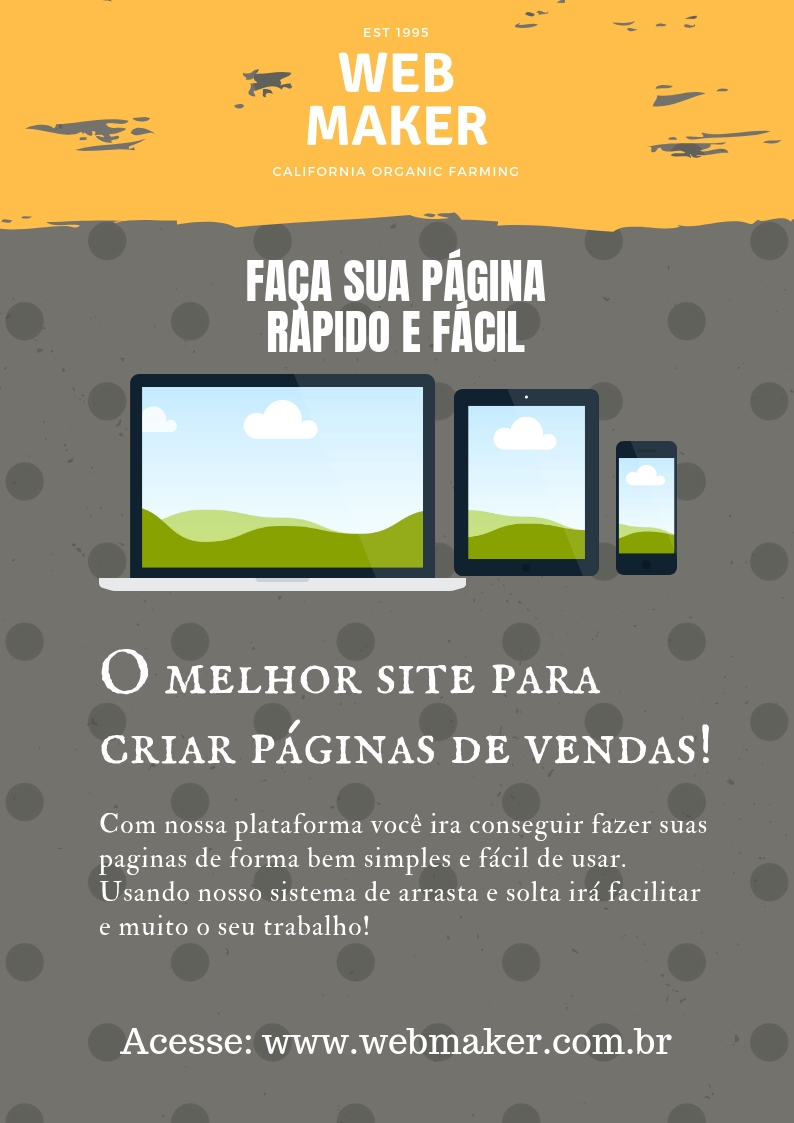 EST 1995
WEB
MAKER
CALIFORNIA ORGANIC FARMING
FAÇA SUA PÁGINA
RAPIDO E FÁCIL
O melhor site para
criar páginas de vendas!
Com nossa plataforma você ira conseguir fazer suas
paginas de forma bem simples e fácil de usar.
Usando nosso sistema de arrasta e solta irá facilitar
e muito o seu trabalho!
Acesse: www.webmaker.com.br